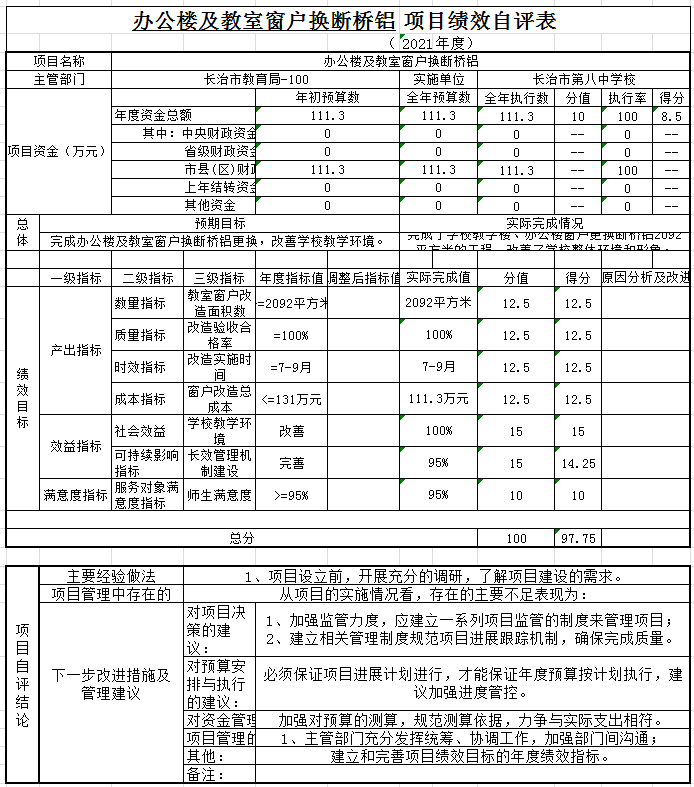 办公楼及教室窗户换断桥铝 项目绩效自评表
（ 2021年度）
项目名称 办公楼及教室窗户换断桥铝
主管部门 长治市教育局-100 实施单位 长治市第八中学校
项目资金（万元） 年初预算数 全年预算数 全年执行数 分值 执行率 得分
年度资金总额 111.3 111.3 111.3 10 100 8.5
其中：中央财政资金 0 0 0 -- 0 --
省级财政资金 0 0 0 -- 0 --
市县(区)财政 111.3 111.3 111.3 -- 100 --
上年结转资金 0 0 0 -- 0 --
其他资金 0 0 0 -- 0 --
总体 预期目标 实际完成情况
完成办公楼及教室窗户换断桥铝更换，改善学校教学环境。 完成了学校教学楼、办公楼窗户更换断桥铝2092
平方米的工程，改善了学校整体环境和形象；
绩效目标 一级指标 二级指标 三级指标 年度指标值 调整后指标值 实际完成值 分值 得分 原因分析及改进
产出指标 数量指标 教室窗户改造面积数 >=2092平方米 2092平方米 12.5 12.5
质量指标 改造验收合格率 =100% 100% 12.5 12.5
时效指标 改造实施时间 =7-9月 7-9月 12.5 12.5
成本指标 窗户改造总成本 <=131万元 111.3万元 12.5 12.5
效益指标 社会效益 学校教学环境 改善 100% 15 15
可持续影响指标 长效管理机制建设 完善 95% 15 14.25
满意度指标 服务对象满意度指标 师生满意度 >=95% 95% 10 10
总分 100 97.75
项目自评结论 主要经验做法 1、项目设立前，开展充分的调研，了解项目建设的需求。
项目管理中存在的 从项目的实施情况看，存在的主要不足表现为：
下一步改进措施及管理建议 对项目决策的建议： 1、加强监管力度，应建立一系列项目监管的制度来管理项目；
2、建立相关管理制度规范项目进展跟踪机制，确保完成质量。
对预算安排与执行的建议： 必须保证项目进展计划进行，才能保证年度预算按计划执行，建
议加强进度管控。
对资金管理 加强对预算的测算，规范测算依据，力争与实际支出相符。
项目管理的 1、主管部门充分发挥统筹、协调工作，加强部门间沟通；
其他： 建立和完善项目绩效目标的年度绩效指标。
备注：